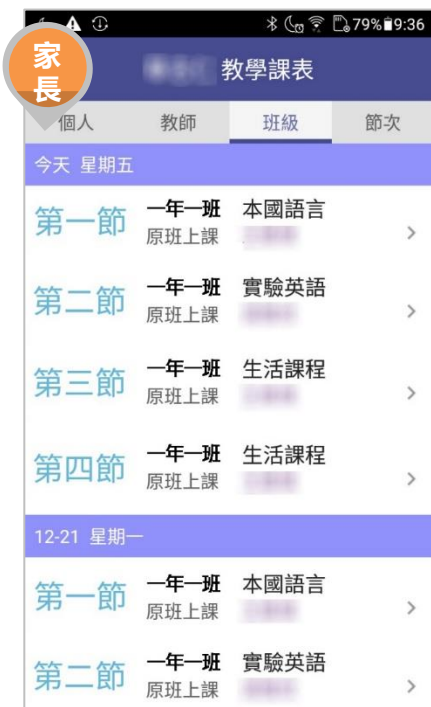 79% 9:36
家長
教學課表
個人 教師 班級 節次
今天 星期五
第一節 一年一班 本國語言
原班上課
第二節 一年一班 實驗英語
原班上課
第三節 一年一班 生活課程
原班上課
第四節 一年一班 生活課程
原班上課
12-21 星期一
第一節 一年一班 本國語言
原班上課
第二節 一年一班 實驗英語
原班上課